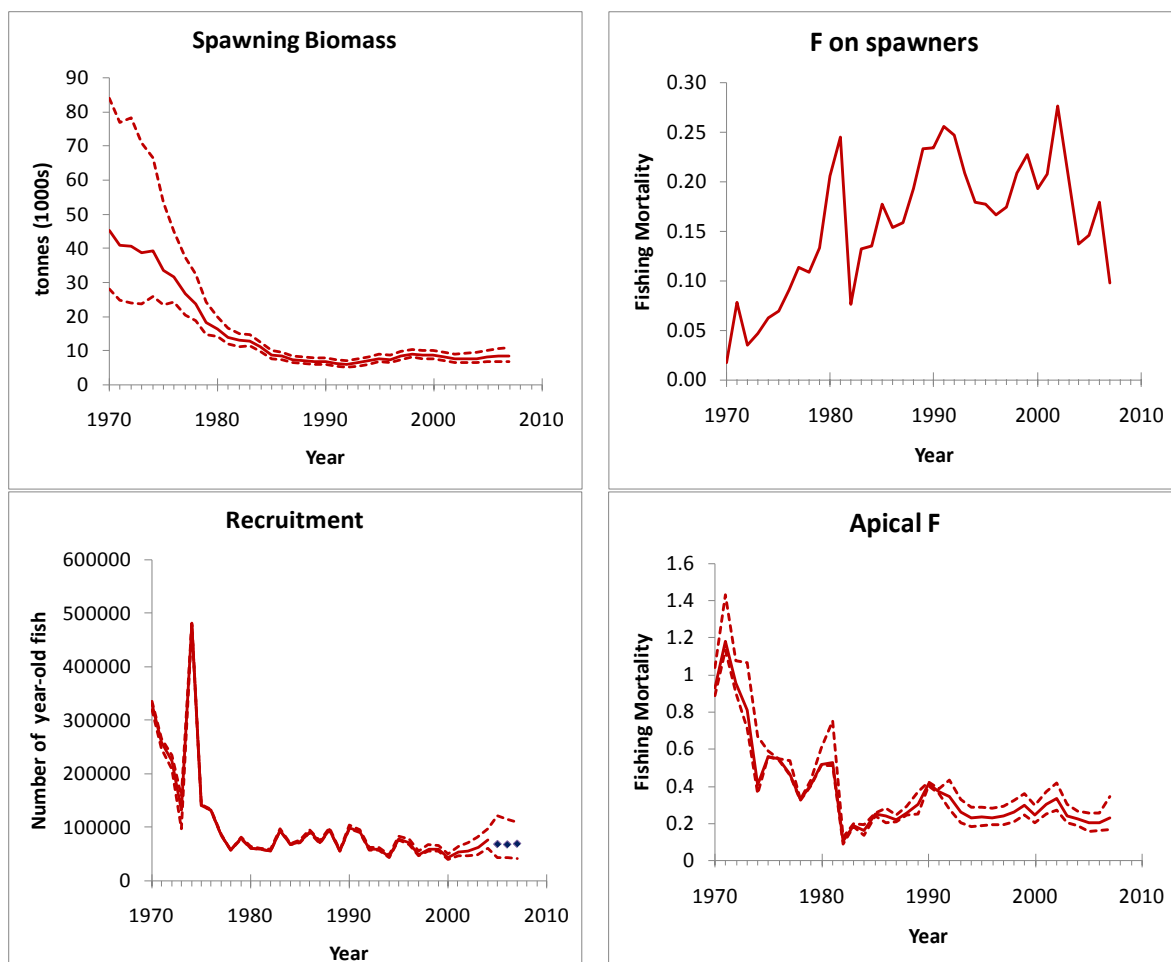 Spawning Biomass
90
80
70
60
50
40
30
20
10
0
tonnes (1000s)
1970 1980 1990 2000 2010
Year
F on spawners
0.30
0.25
0.20
0.15
0.10
0.05
0.00
Fishing Mortality
1970 1980 1990 2000 2010
Year
Recruitment
600000
500000
400000
300000
200000
100000
0
Number of year-old fish
1970 1980 1990 2000 2010
Year
Apical F
1.6
1.4
1.2
1
0.8
0.6
0.4
0.2
0
Fishing Mortality
1970 1980 1990 2000 2010
Year